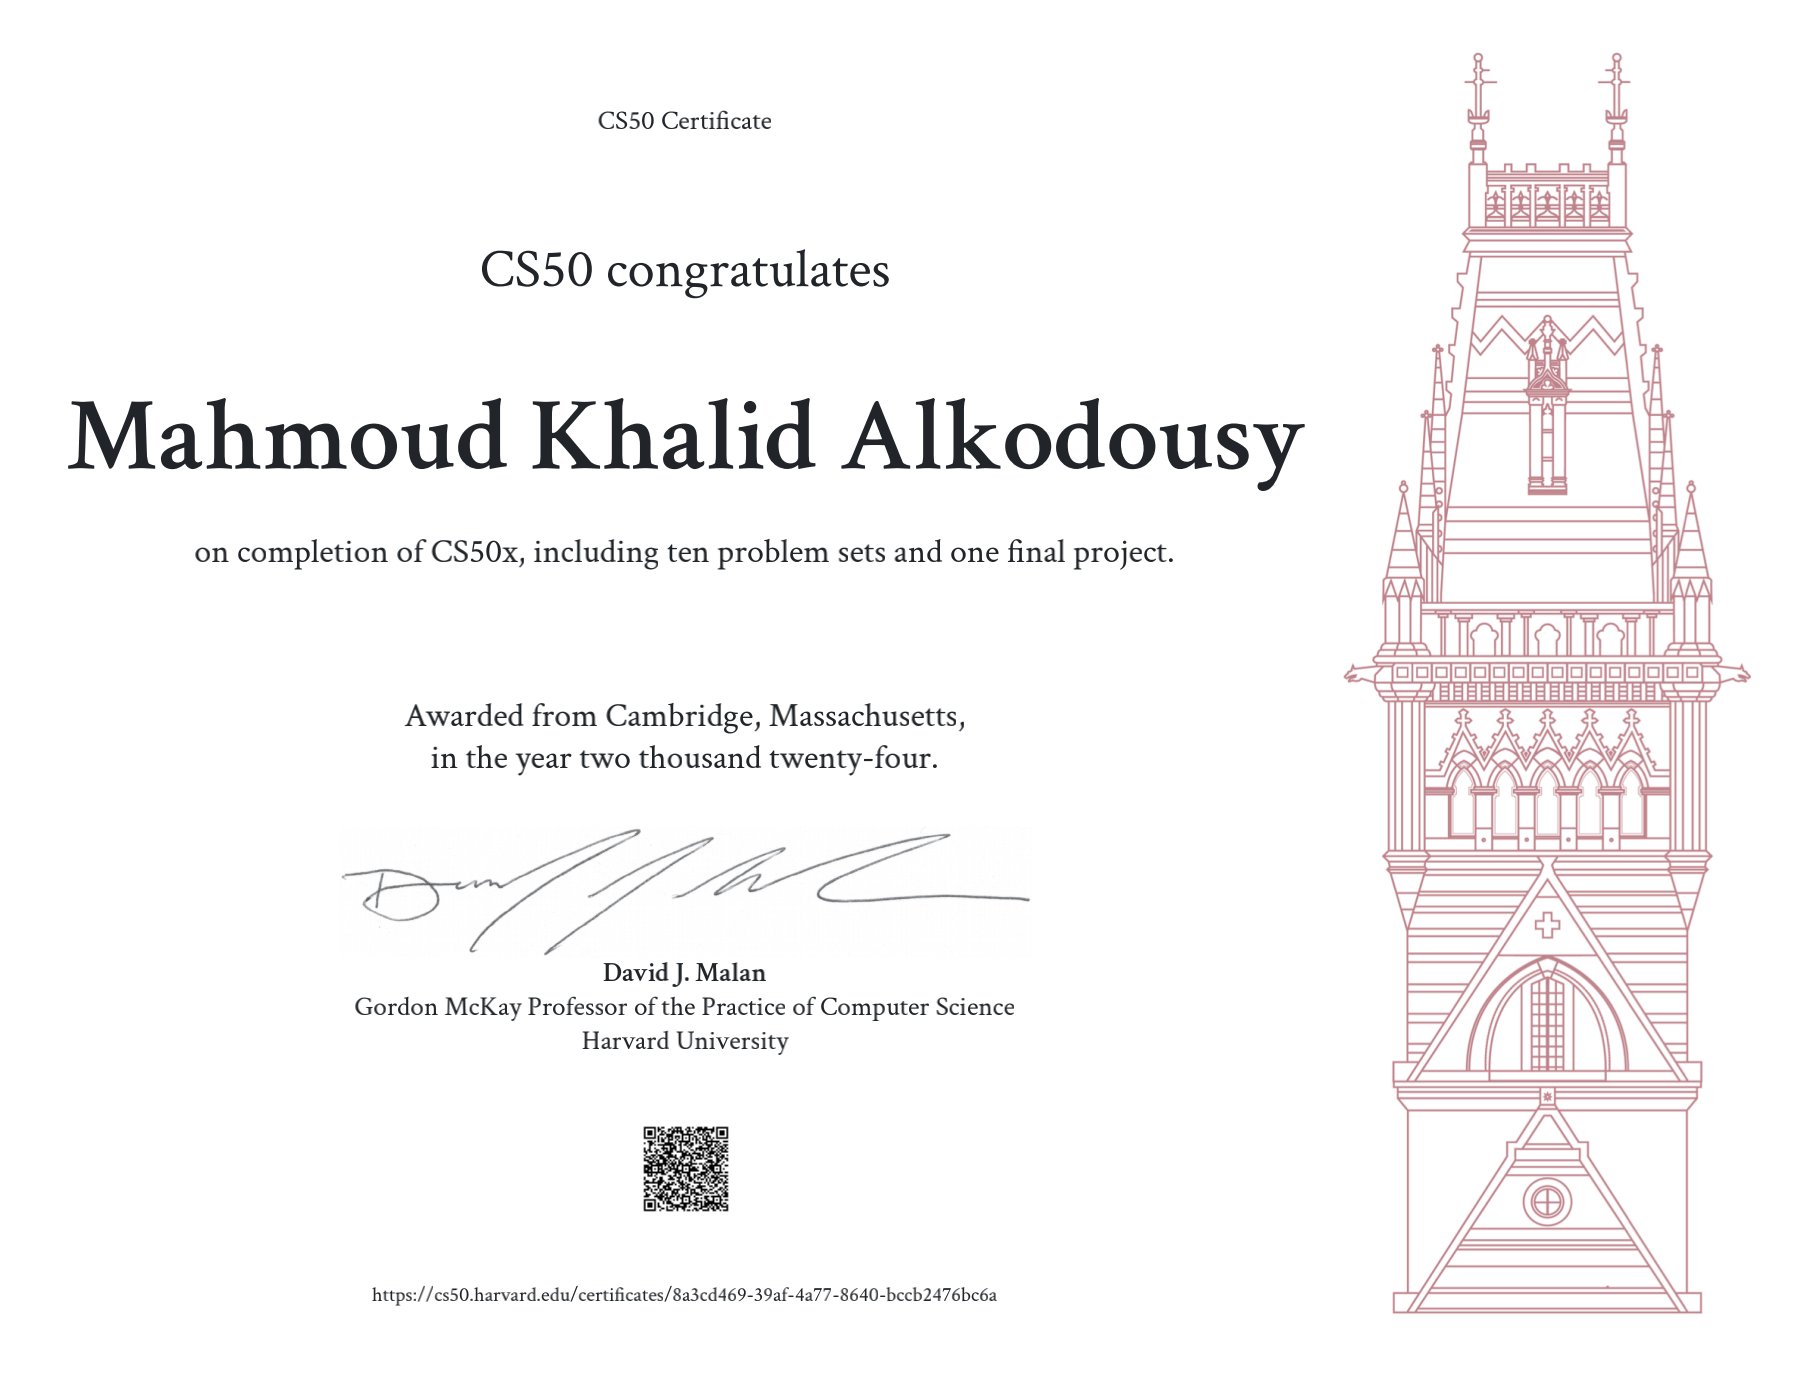 CS50 Certificate
CS50 congratulates
Mahmoud Khalid Alkodousy
on completion of CS50x, including ten problem sets and one final project.
Awarded from Cambridge, Massachusetts,
in the year two thousand twenty-four.
David J. Malan
Gordon McKay Professor of the Practice of Computer Science
Harvard University
https://cs50.harvard.edu/certificates/8a3cd469-39af-4a77-8640-bccb2476bc6a